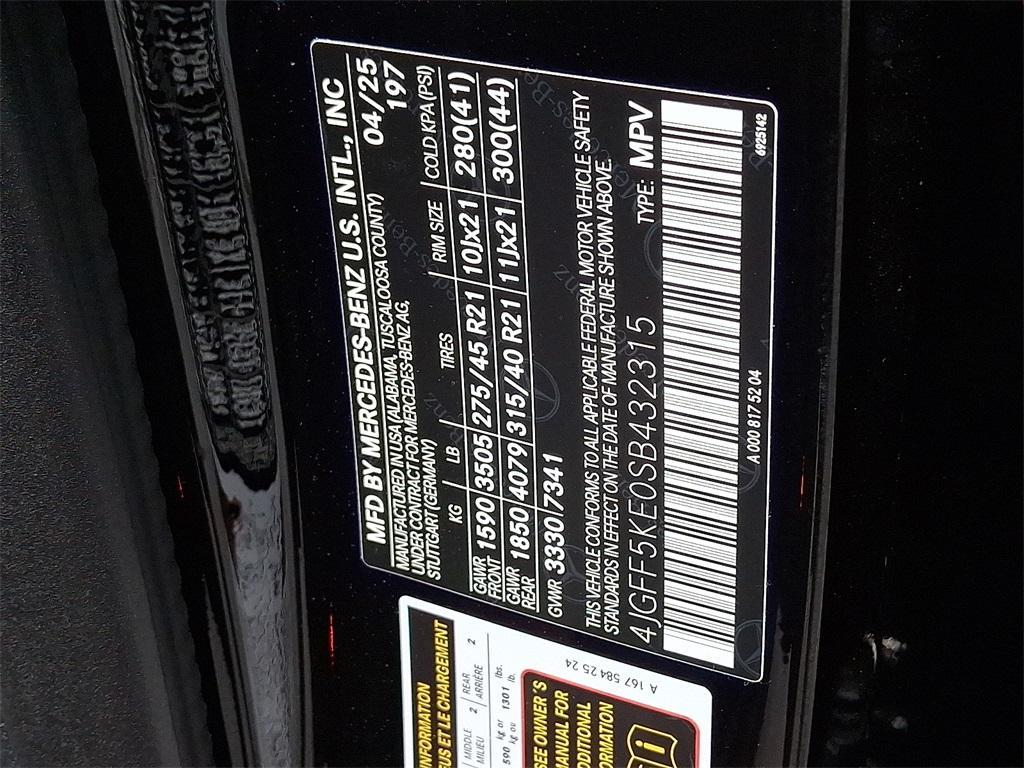 MFD BY MERCEDES-BENZ U.S. INTL., INC
MANUFACTURED IN USA (ALABAMA, TUSCALOOSA COUNTY) 04/25
UNDER CONTRACT FOR MERCEDES-BENZ AG, 197
STUTTGART (GERMANY)
KG LB TIRES RIM SIZE COLD KPA (PSI)
GAWR FRONT 1590 3505 275/45 R21 10Jx21 280(41)
GAWR REAR 1850 4079 315/40 R21 11Jx21 300(44)
GVWR 3330 7341
THIS VEHICLE CONFORMS TO ALL APPLICABLE FEDERAL MOTOR VEHICLE SAFETY
STANDARDS IN EFFECT ON THE DATE OF MANUFACTURE SHOWN ABOVE.
4JGFF5KE0SB432315 TYPE: MPV
A 000 817 52 04 6925142
INFORMATION
US ET LE CHARGEMENT
MIDDLE MILIEU 2 REAR ARRIÈRE 2
590 kg or kg ou 1301 lbs. lb.
SEE OWNER'S
MANUAL FOR
ADDITIONAL
INFORMATION
i
A 167 584 25 24